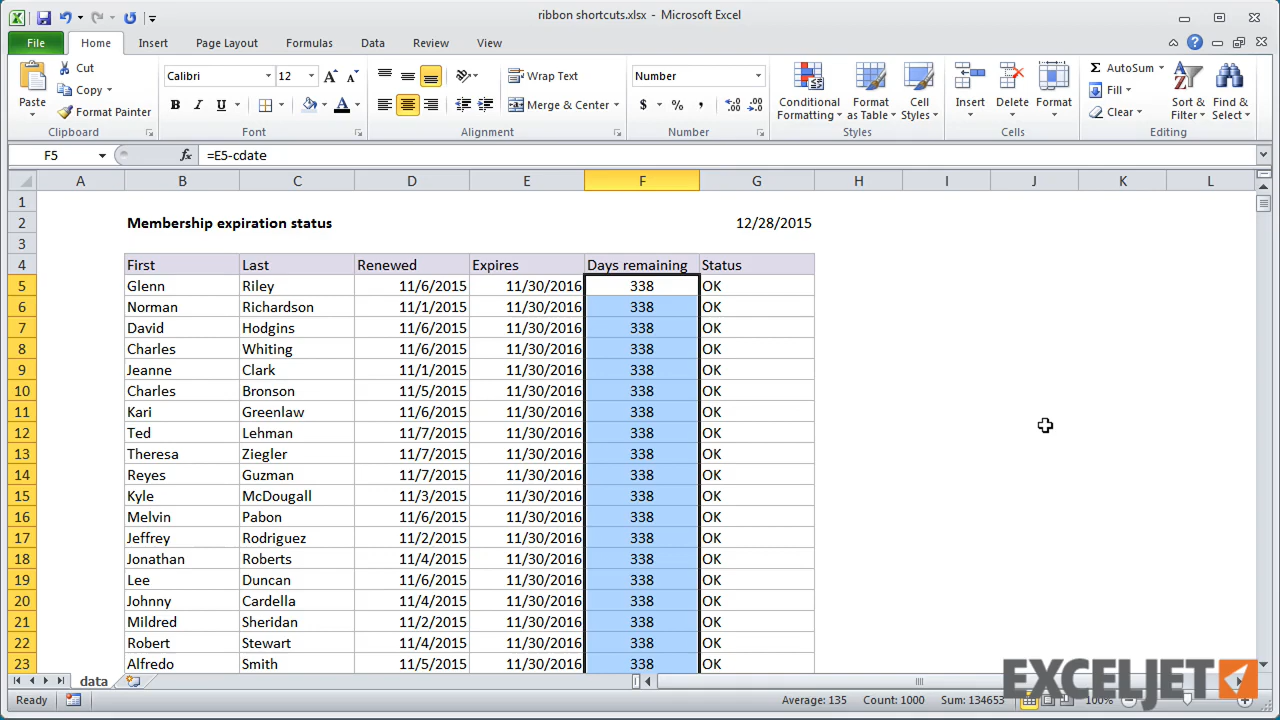 ribbon shortcuts.xlsx - Microsoft Excel
File Home Insert Page Layout Formulas Data Review View
Cut
Calibri 12
Wrap Text
Number
AutoSum
Copy
Fill
Paste
Format Painter
Merge & Center
$ % ,
Conditional Formatting
Format as Table
Cell Styles
Insert
Delete
Format
Clear
Sort & Filter
Find & Select
Clipboard Font Alignment Number Styles Cells Editing
F5 fx =E5-cdate
A B C D E F G H I J K L
1
2 Membership expiration status 12/28/2015
3
4 First Last Renewed Expires Days remaining Status
5 Glenn Riley 11/6/2015 11/30/2016 338 OK
6 Norman Richardson 11/1/2015 11/30/2016 338 OK
7 David Hodgins 11/6/2015 11/30/2016 338 OK
8 Charles Whiting 11/6/2015 11/30/2016 338 OK
9 Jeanne Clark 11/1/2015 11/30/2016 338 OK
10 Charles Bronson 11/5/2015 11/30/2016 338 OK
11 Kari Greenlaw 11/6/2015 11/30/2016 338 OK
12 Ted Lehman 11/7/2015 11/30/2016 338 OK
13 Theresa Ziegler 11/7/2015 11/30/2016 338 OK
14 Reyes Guzman 11/7/2015 11/30/2016 338 OK
15 Kyle McDougall 11/3/2015 11/30/2016 338 OK
16 Melvin Pabon 11/6/2015 11/30/2016 338 OK
17 Jeffrey Rodriguez 11/2/2015 11/30/2016 338 OK
18 Jonathan Roberts 11/4/2015 11/30/2016 338 OK
19 Lee Duncan 11/6/2015 11/30/2016 338 OK
20 Johnny Cardella 11/4/2015 11/30/2016 338 OK
21 Mildred Sheridan 11/2/2015 11/30/2016 338 OK
22 Robert Stewart 11/4/2015 11/30/2016 338 OK
23 Alfredo Smith 11/5/2015 11/30/2016 338 OK
data
EXCELJET
Ready Average: 135 Count: 1000 Sum: 134653 100%